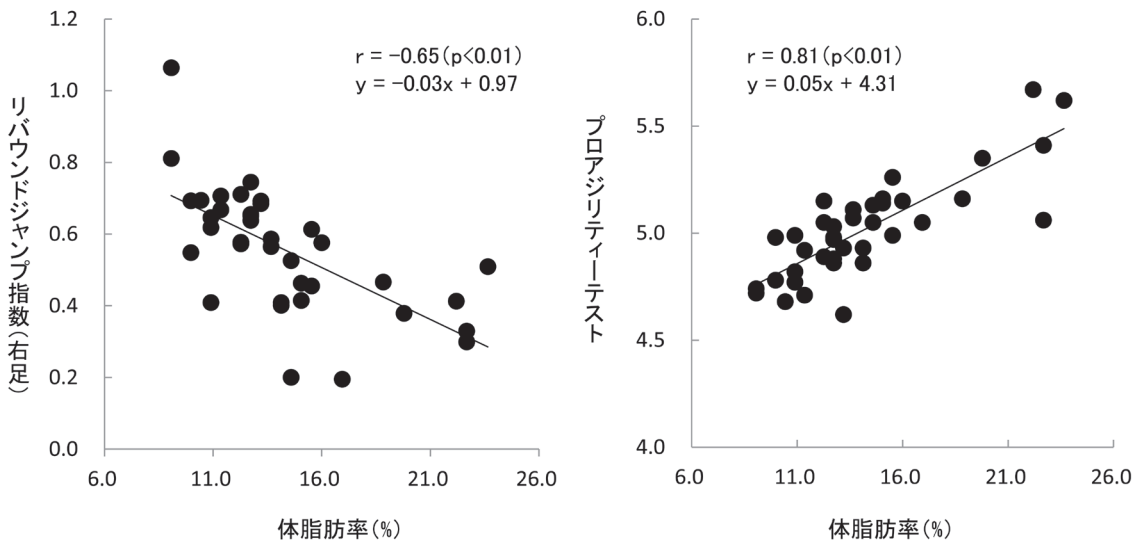 リバウンドジャンプ指数(右足)
1.2
1.0
0.8
0.6
0.4
0.2
0.0
r = −0.65(p<0.01)
y = −0.03x + 0.97
6.0 11.0 16.0 21.0 26.0
体脂肪率(%)
プロアジリティーテスト
6.0
5.5
5.0
4.5
4.0
r = 0.81(p<0.01)
y = 0.05x + 4.31
6.0 11.0 16.0 21.0 26.0
体脂肪率(%)